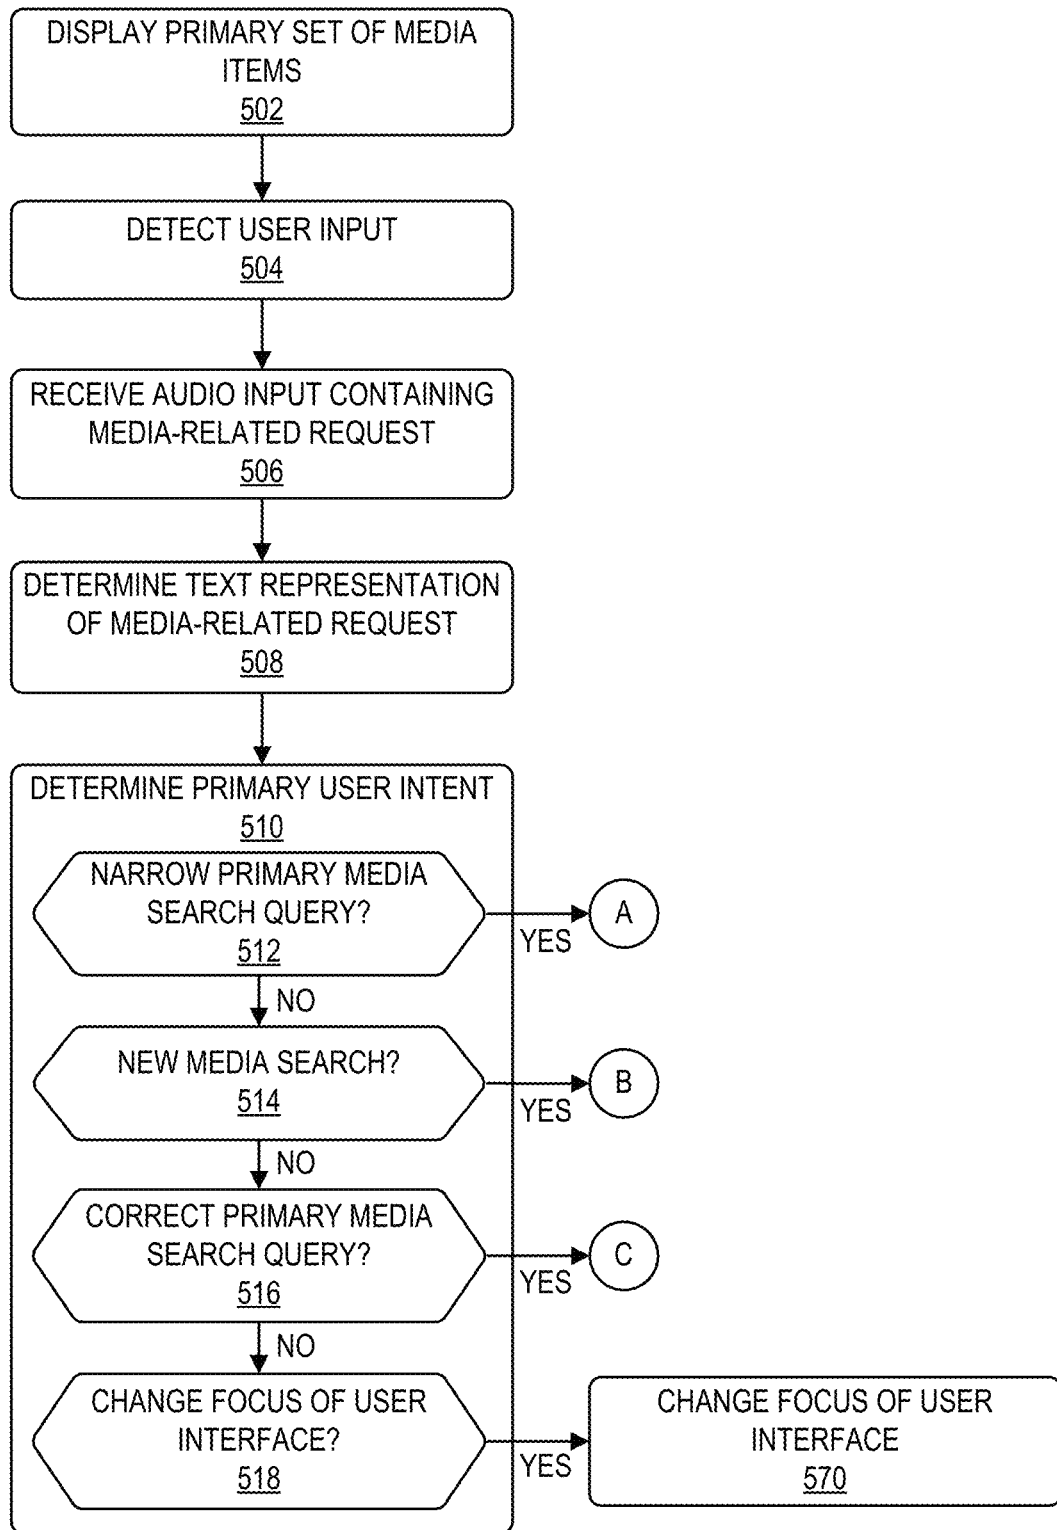 DISPLAY PRIMARY SET OF MEDIA
ITEMS
502
DETECT USER INPUT
504
RECEIVE AUDIO INPUT CONTAINING
MEDIA-RELATED REQUEST
506
DETERMINE TEXT REPRESENTATION
OF MEDIA-RELATED REQUEST
508
DETERMINE PRIMARY USER INTENT
510
NARROW PRIMARY MEDIA
SEARCH QUERY?
512
YES
A
NO
NEW MEDIA SEARCH?
514
YES
B
NO
CORRECT PRIMARY MEDIA
SEARCH QUERY?
516
YES
C
NO
CHANGE FOCUS OF USER
INTERFACE?
518
YES
CHANGE FOCUS OF USER
INTERFACE
570